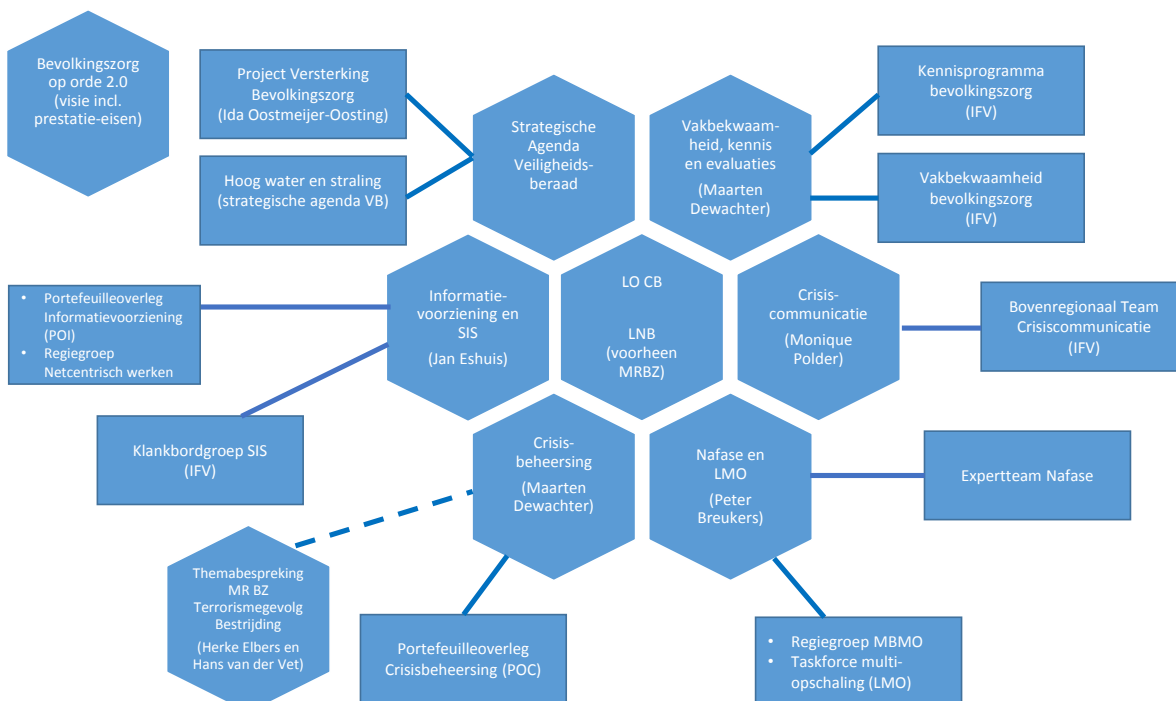 Bevolkingszorg
op orde 2.0
(visie incl.
prestatie-eisen)
Project Versterking
Bevolkingszorg
(Ida Oostmeijer-Oosting)
Hoog water en straling
(strategische agenda VB)
Strategische
Agenda
Veiligheids-
beraad
Vakbekwaam-
heid, kennis
en evaluaties
(Maarten
Dewachter)
Kennisprogramma
bevolkingszorg
(IFV)
Vakbekwaamheid
bevolkingszorg
(IFV)
• Portefeuilleoverleg
Informatievoorziening
(POI)
• Regiegroep
Netcentrisch werken
Informatie-
voorziening en
SIS
(Jan Eshuis)
LO CB
LNB
(voorheen
MRBZ)
Crisis-
communicatie
(Monique
Polder)
Bovenregionaal Team
Crisiscommunicatie
(IFV)
Klankbordgroep SIS
(IFV)
Crisis-
beheersing
(Maarten
Dewachter)
Nafase en
LMO
(Peter
Breukers)
Expertteam Nafase
Themabespreking
MR BZ
Terrorismegevolg
Bestrijding
(Herke Elbers en
Hans van der Vet)
Portefeuilleoverleg
Crisisbeheersing (POC)
• Regiegroep MBMO
• Taskforce multi-
opschaling (LMO)